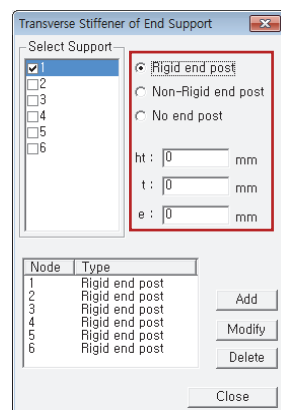 Transverse Stiffener of End Support
Select Support
1
2
3
4
5
6
Rigid end post
Non-Rigid end post
No end post
ht : 0 mm
t : 0 mm
e : 0 mm
Node Type
1 Rigid end post
2 Rigid end post
3 Rigid end post
4 Rigid end post
5 Rigid end post
6 Rigid end post
Add
Modify
Delete
Close